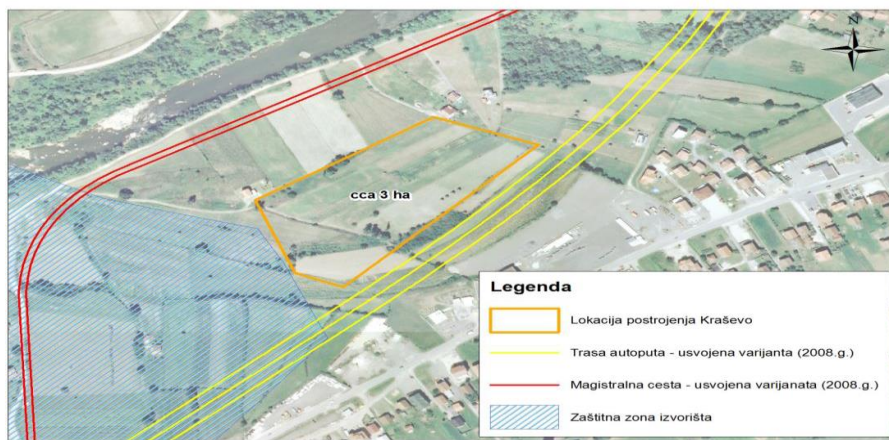 N
cca 3 ha
Legenda
Lokacija postrojenja Kraševo
Trasa autoputa - usvojena varijanta (2008.g.)
Magistralna cesta - usvojena varijanata (2008.g.)
Zaštitna zona izvorišta